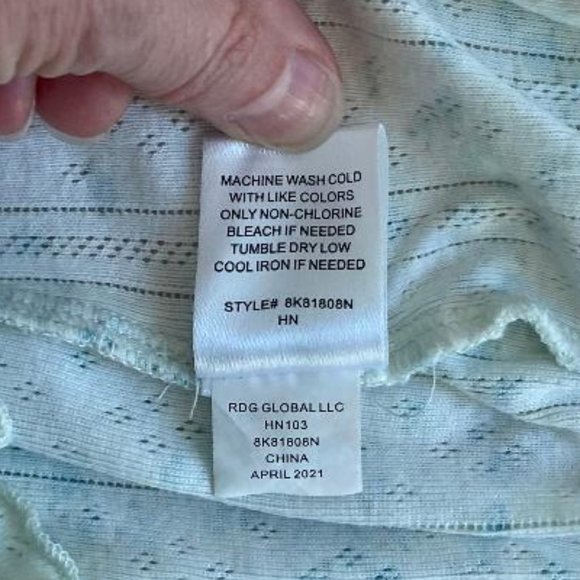 MACHINE WASH COLD
WITH LIKE COLORS
ONLY NON-CHLORINE
BLEACH IF NEEDED
TUMBLE DRY LOW
COOL IRON IF NEEDED
STYLE# 8K81808N
HN
RDG GLOBAL LLC
HN103
8K81808N
CHINA
APRIL 2021